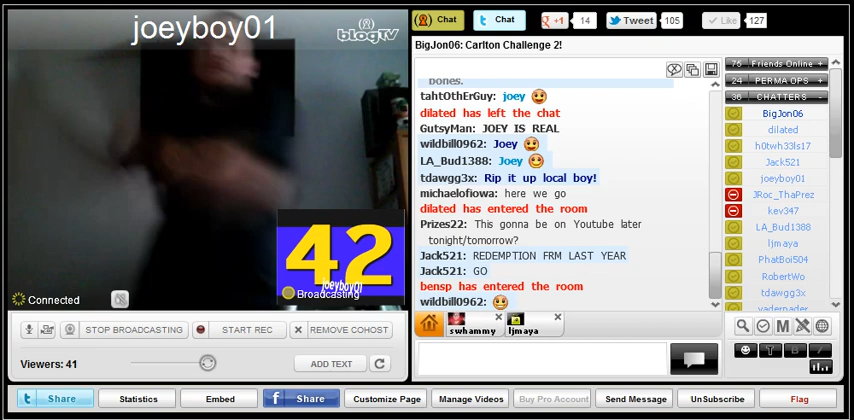 joeyboy01
blogTV
Chat
Chat
+1
14
Tweet
105
Like
127
BigJon06: Carlton Challenge 2!
bones.
tahtOthErGuy: joey
dilated has left the chat
GutsyMan: JOEY IS REAL
wildbill0962: Joey
LA_Bud1388: Joey
tdawgg3x: Rip it up local boy!
michaelofiowa: here we go
dilated has entered the room
Prizes22: This gonna be on Youtube later
tonight/tomorrow?
Jack521: REDEMPTION FRM LAST YEAR
Jack521: GO
bensp has entered the room
wildbill0962:
swhammy
ljmaya
76 Friends Online +
24 PERMA OPS +
36 CHATTERS -
BigJon06
dilated
h0twh33ls17
Jack521
joeyboy01
JRoc_ThaPrez
kev347
LA_Bud1388
ljmaya
PhatBoi504
RobertWo
tdawgg3x
vaderpader
42
joeyboy01
Broadcasting
Connected
STOP BROADCASTING
START REC
REMOVE COHOST
Viewers: 41
ADD TEXT
M
T
B
I
Share
Statistics
Embed
Share
Customize Page
Manage Videos
Buy Pro Account
Send Message
UnSubscribe
Flag